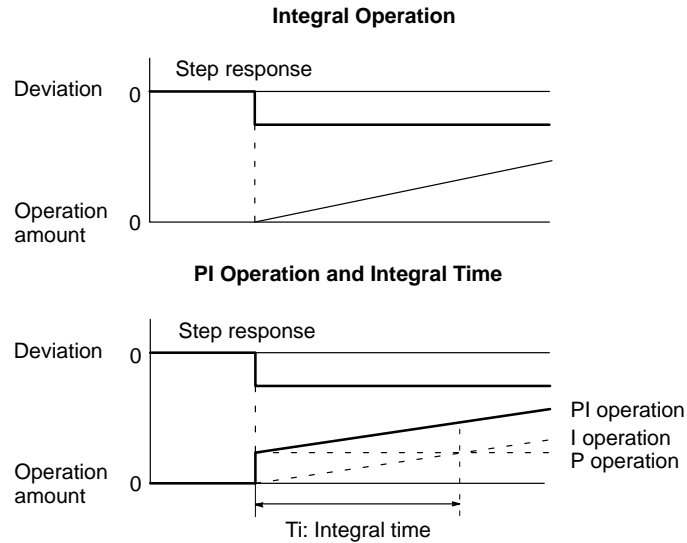 Integral Operation
Step response
Deviation 0
Operation
amount 0
PI Operation and Integral Time
Step response
Deviation 0
PI operation
I operation
P operation
Operation
amount 0
Ti: Integral time